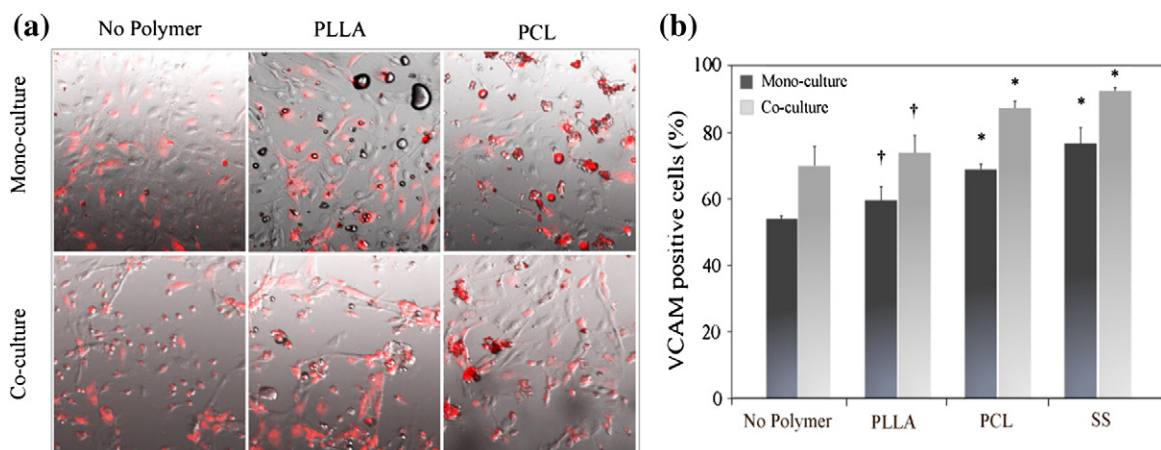 (a)
No Polymer PLLA PCL
Mono-culture
Co-culture
(b)
VCAM positive cells (%)
100
80
60
40
20
0
Mono-culture
Co-culture
† † * * * *
No Polymer PLLA PCL SS